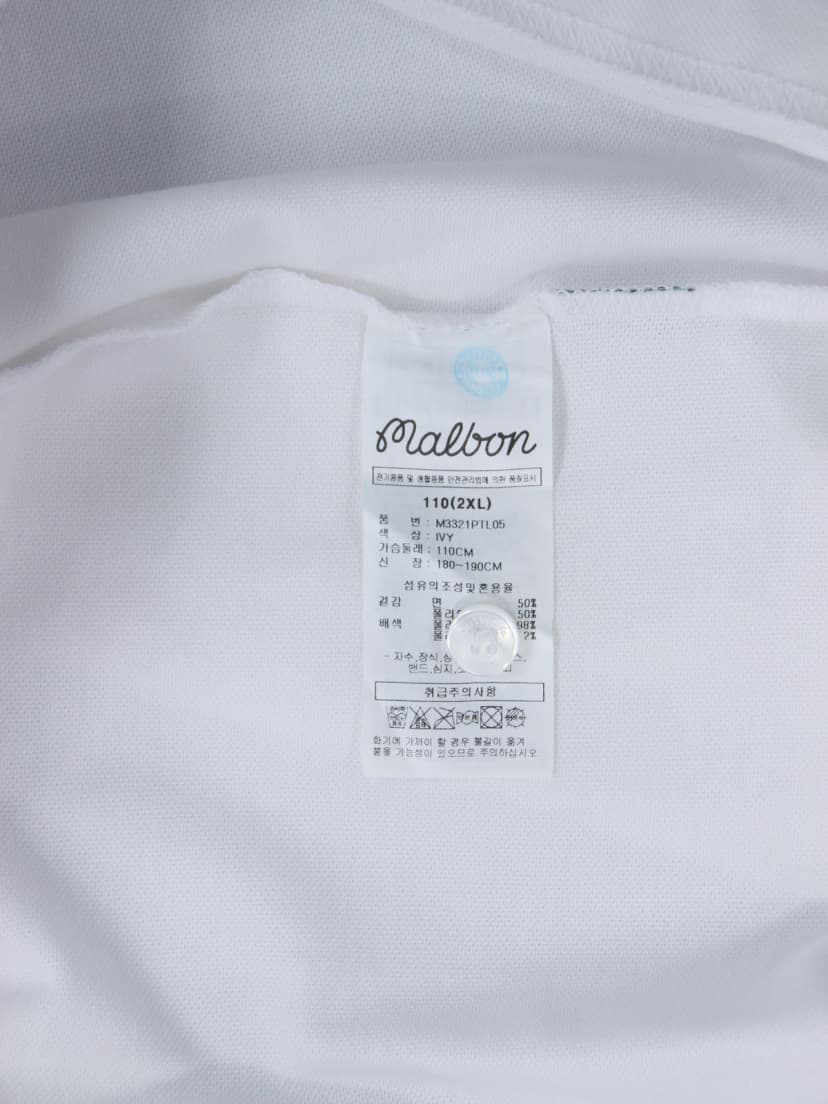 Malbon
전기용품 및 생활용품 안전관리법에 의한 품질표시
110(2XL)
품 번 : M3321PTL05
색 상 : IVY
가슴둘레 : 110CM
신 장 : 180~190CM
섬유의조성및혼용율
겉감 면 50%
50%
배색 98%
2%
- 자수,장식,
밴드,심지,
취급주의사항
화기에 가까이 할 경우 불길이 옮겨
붙을 가능성이 있으므로 주의하십시오.